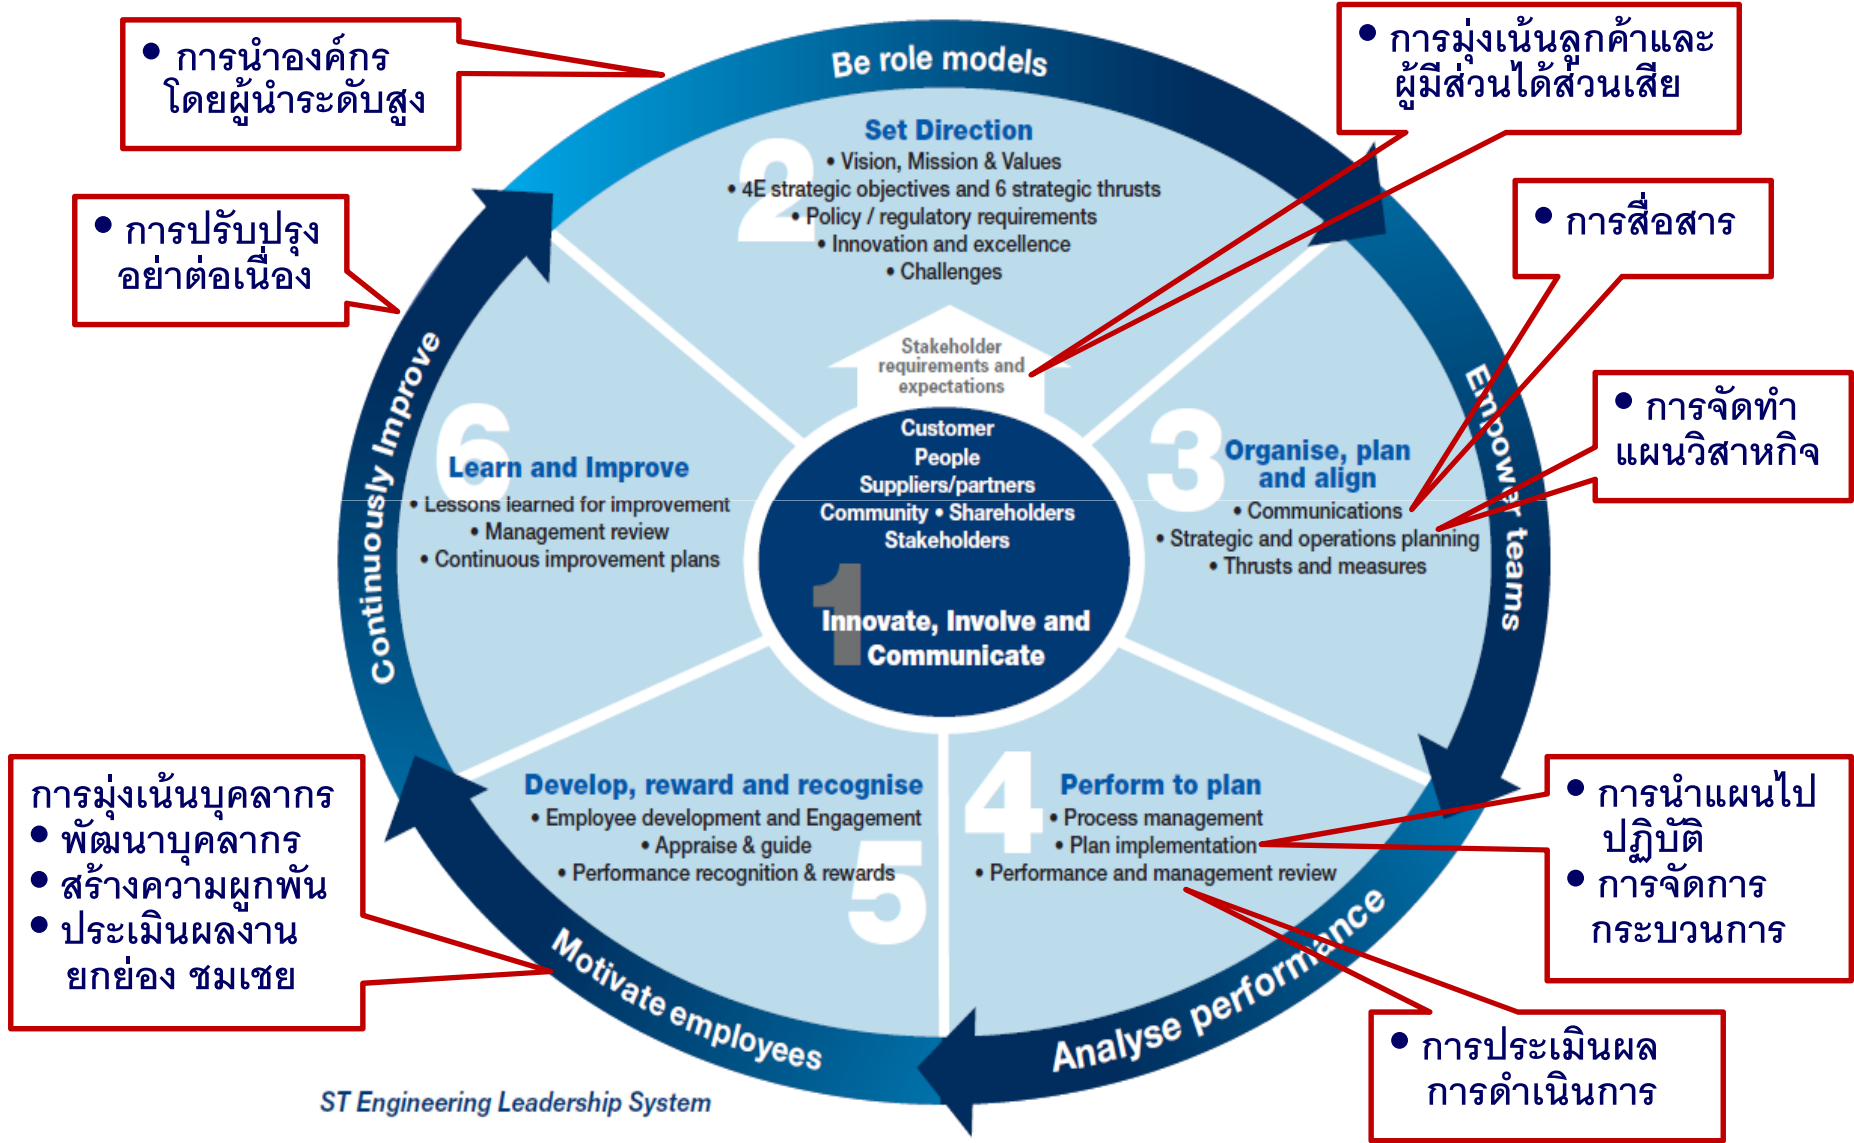 • การนำองค์กร
โดยผู้นำระดับสูง
• การมุ่งเน้นลูกค้าและ
ผู้มีส่วนได้ส่วนเสีย
Be role models
2
Set Direction
• Vision, Mission & Values
• 4E strategic objectives and 6 strategic thrusts
• Policy / regulatory requirements
• Innovation and excellence
• Challenges
• การสื่อสาร
• การปรับปรุง
อย่าต่อเนื่อง
Stakeholder
requirements and
expectations
Customer
People
Suppliers/partners
Community • Shareholders
Stakeholders
1
Innovate, Involve and
Communicate
Empower teams
3
Organise, plan
and align
• Communications
• Strategic and operations planning
• Thrusts and measures
• การจัดทำ
แผนวิสาหกิจ
Continuously Improve
6
Learn and Improve
• Lessons learned for improvement
• Management review
• Continuous improvement plans
4
Perform to plan
• Process management
• Plan implementation
• Performance and management review
• การนำแผนไป
ปฏิบัติ
• การจัดการ
กระบวนการ
Analyse performance
• การประเมินผล
การดำเนินการ
Develop, reward and recognise
• Employee development and Engagement
• Appraise & guide
• Performance recognition & rewards
5
Motivate employees
การมุ่งเน้นบุคลากร
• พัฒนาบุคลากร
• สร้างความผูกพัน
• ประเมินผลงาน
ยกย่อง ชมเชย
ST Engineering Leadership System